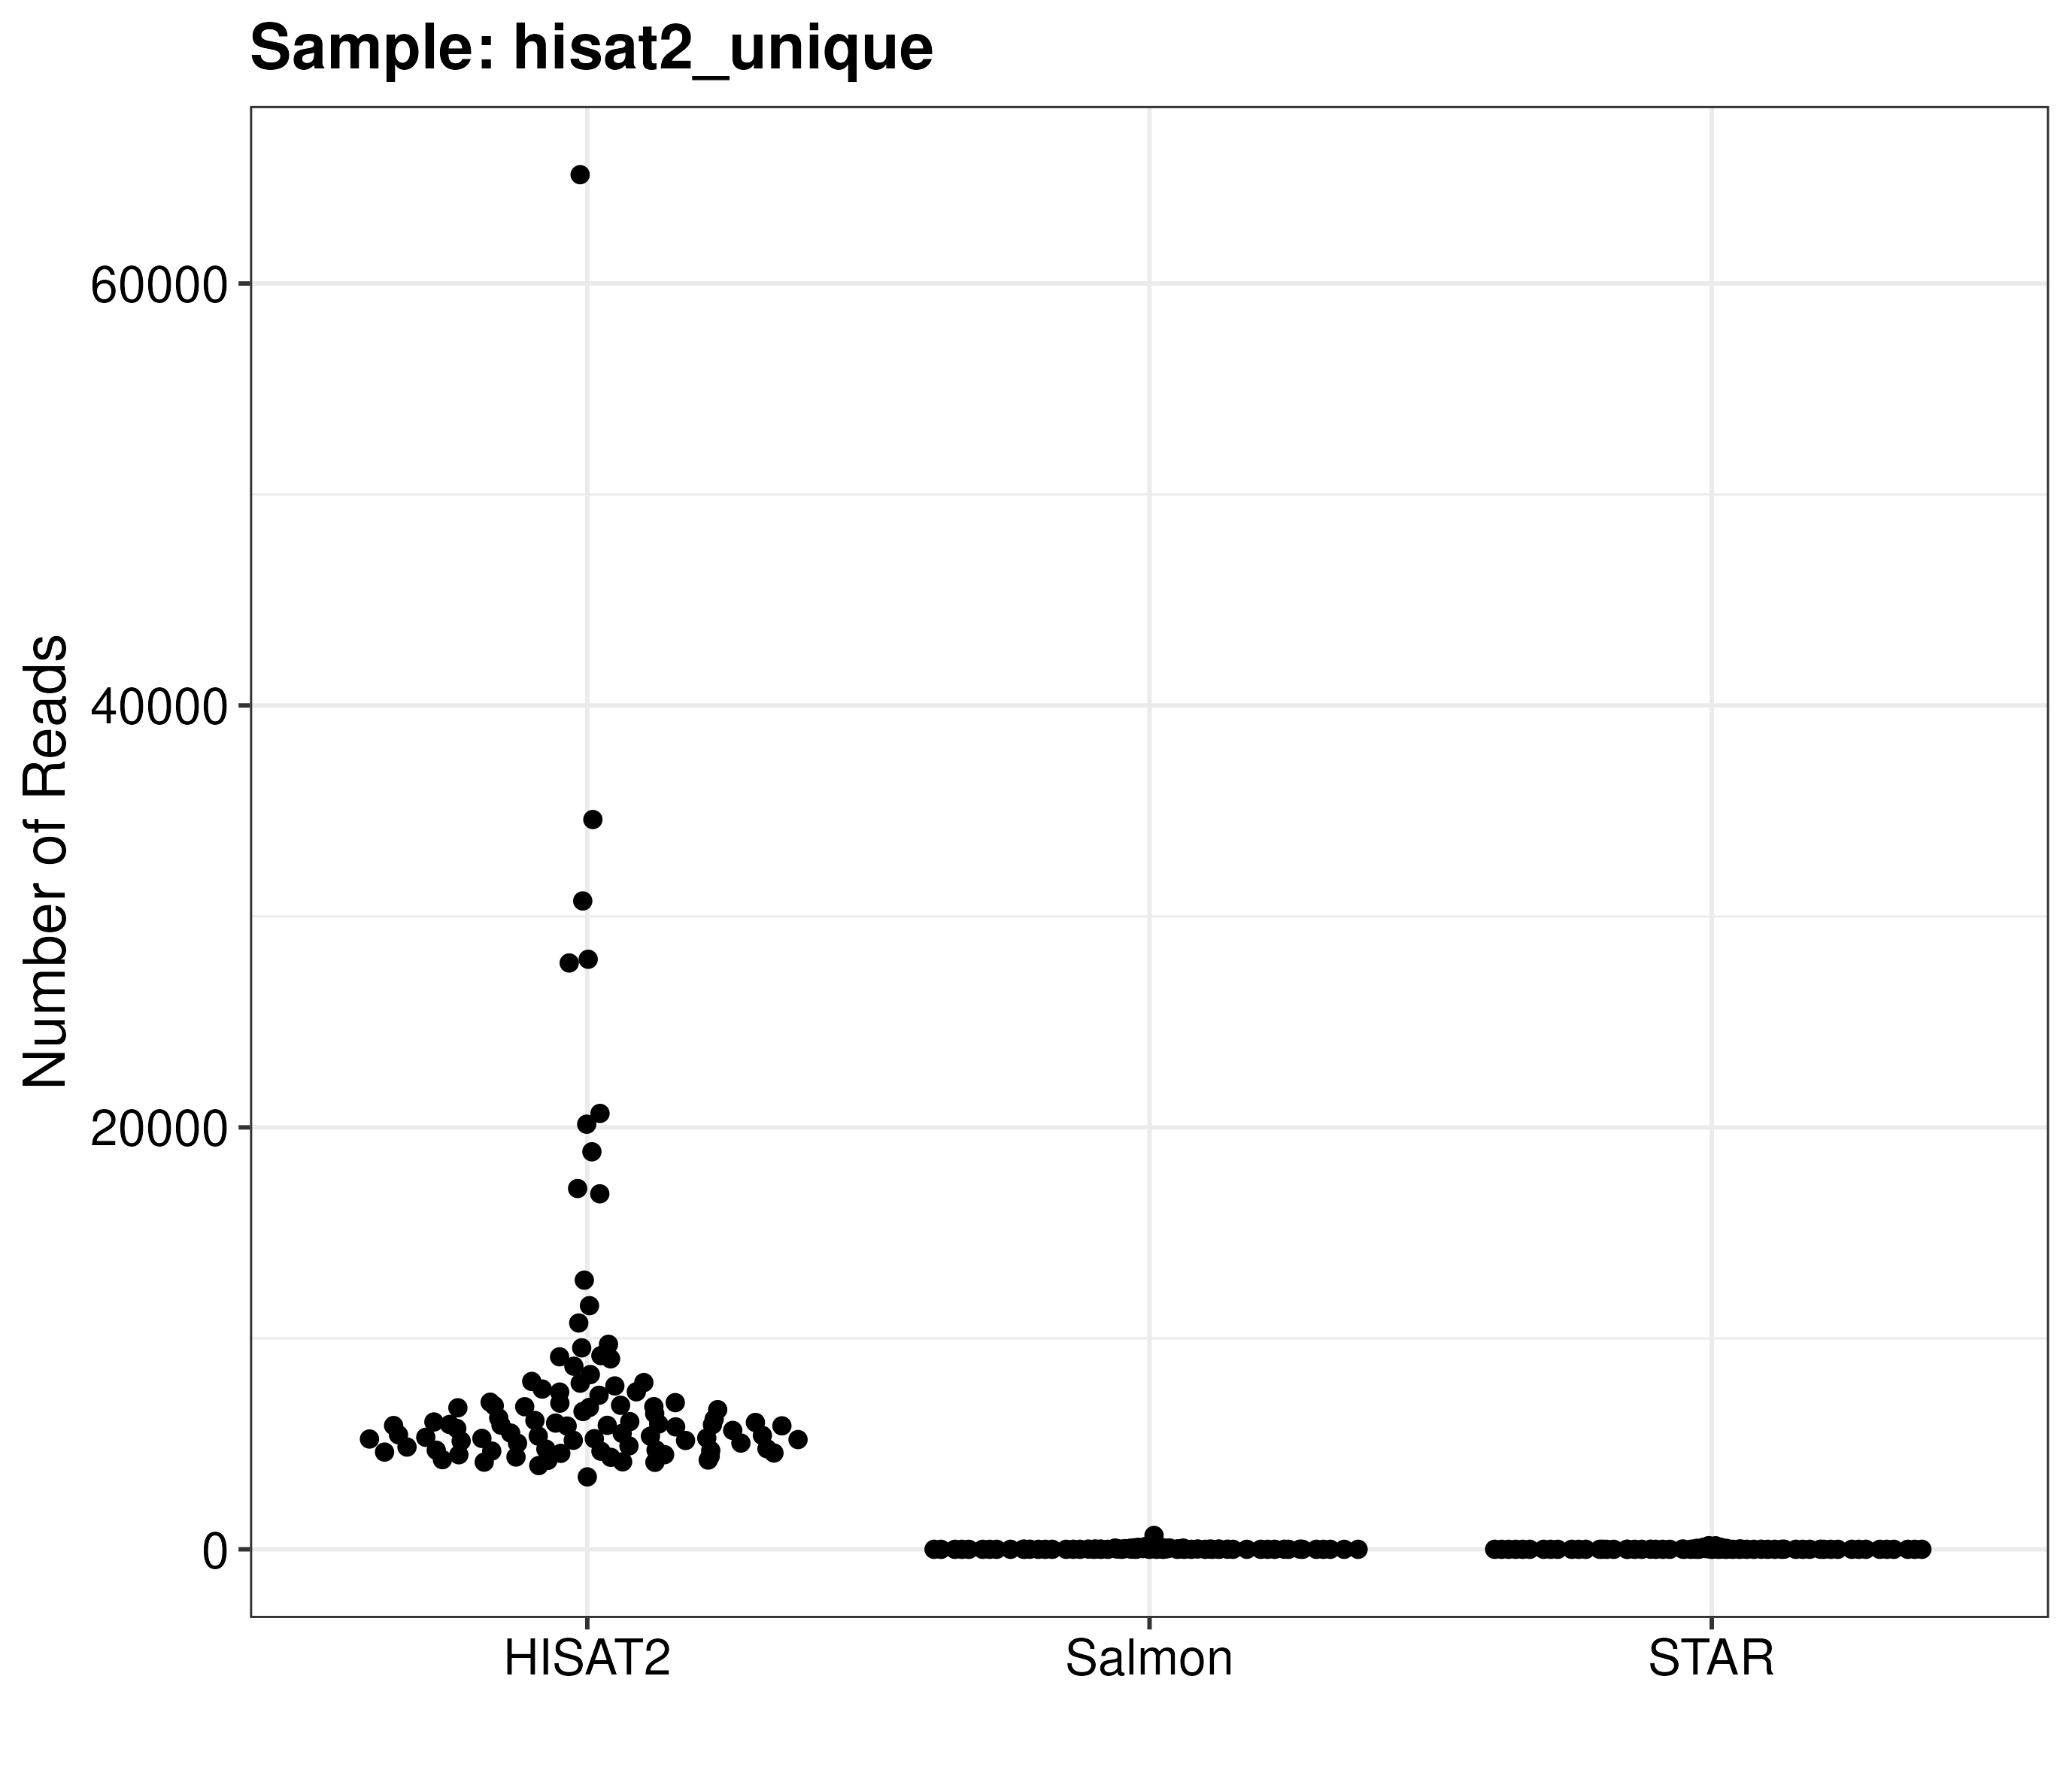 Sample: hisat2_unique
Number of Reads
60000
40000
20000
0
HISAT2 Salmon STAR